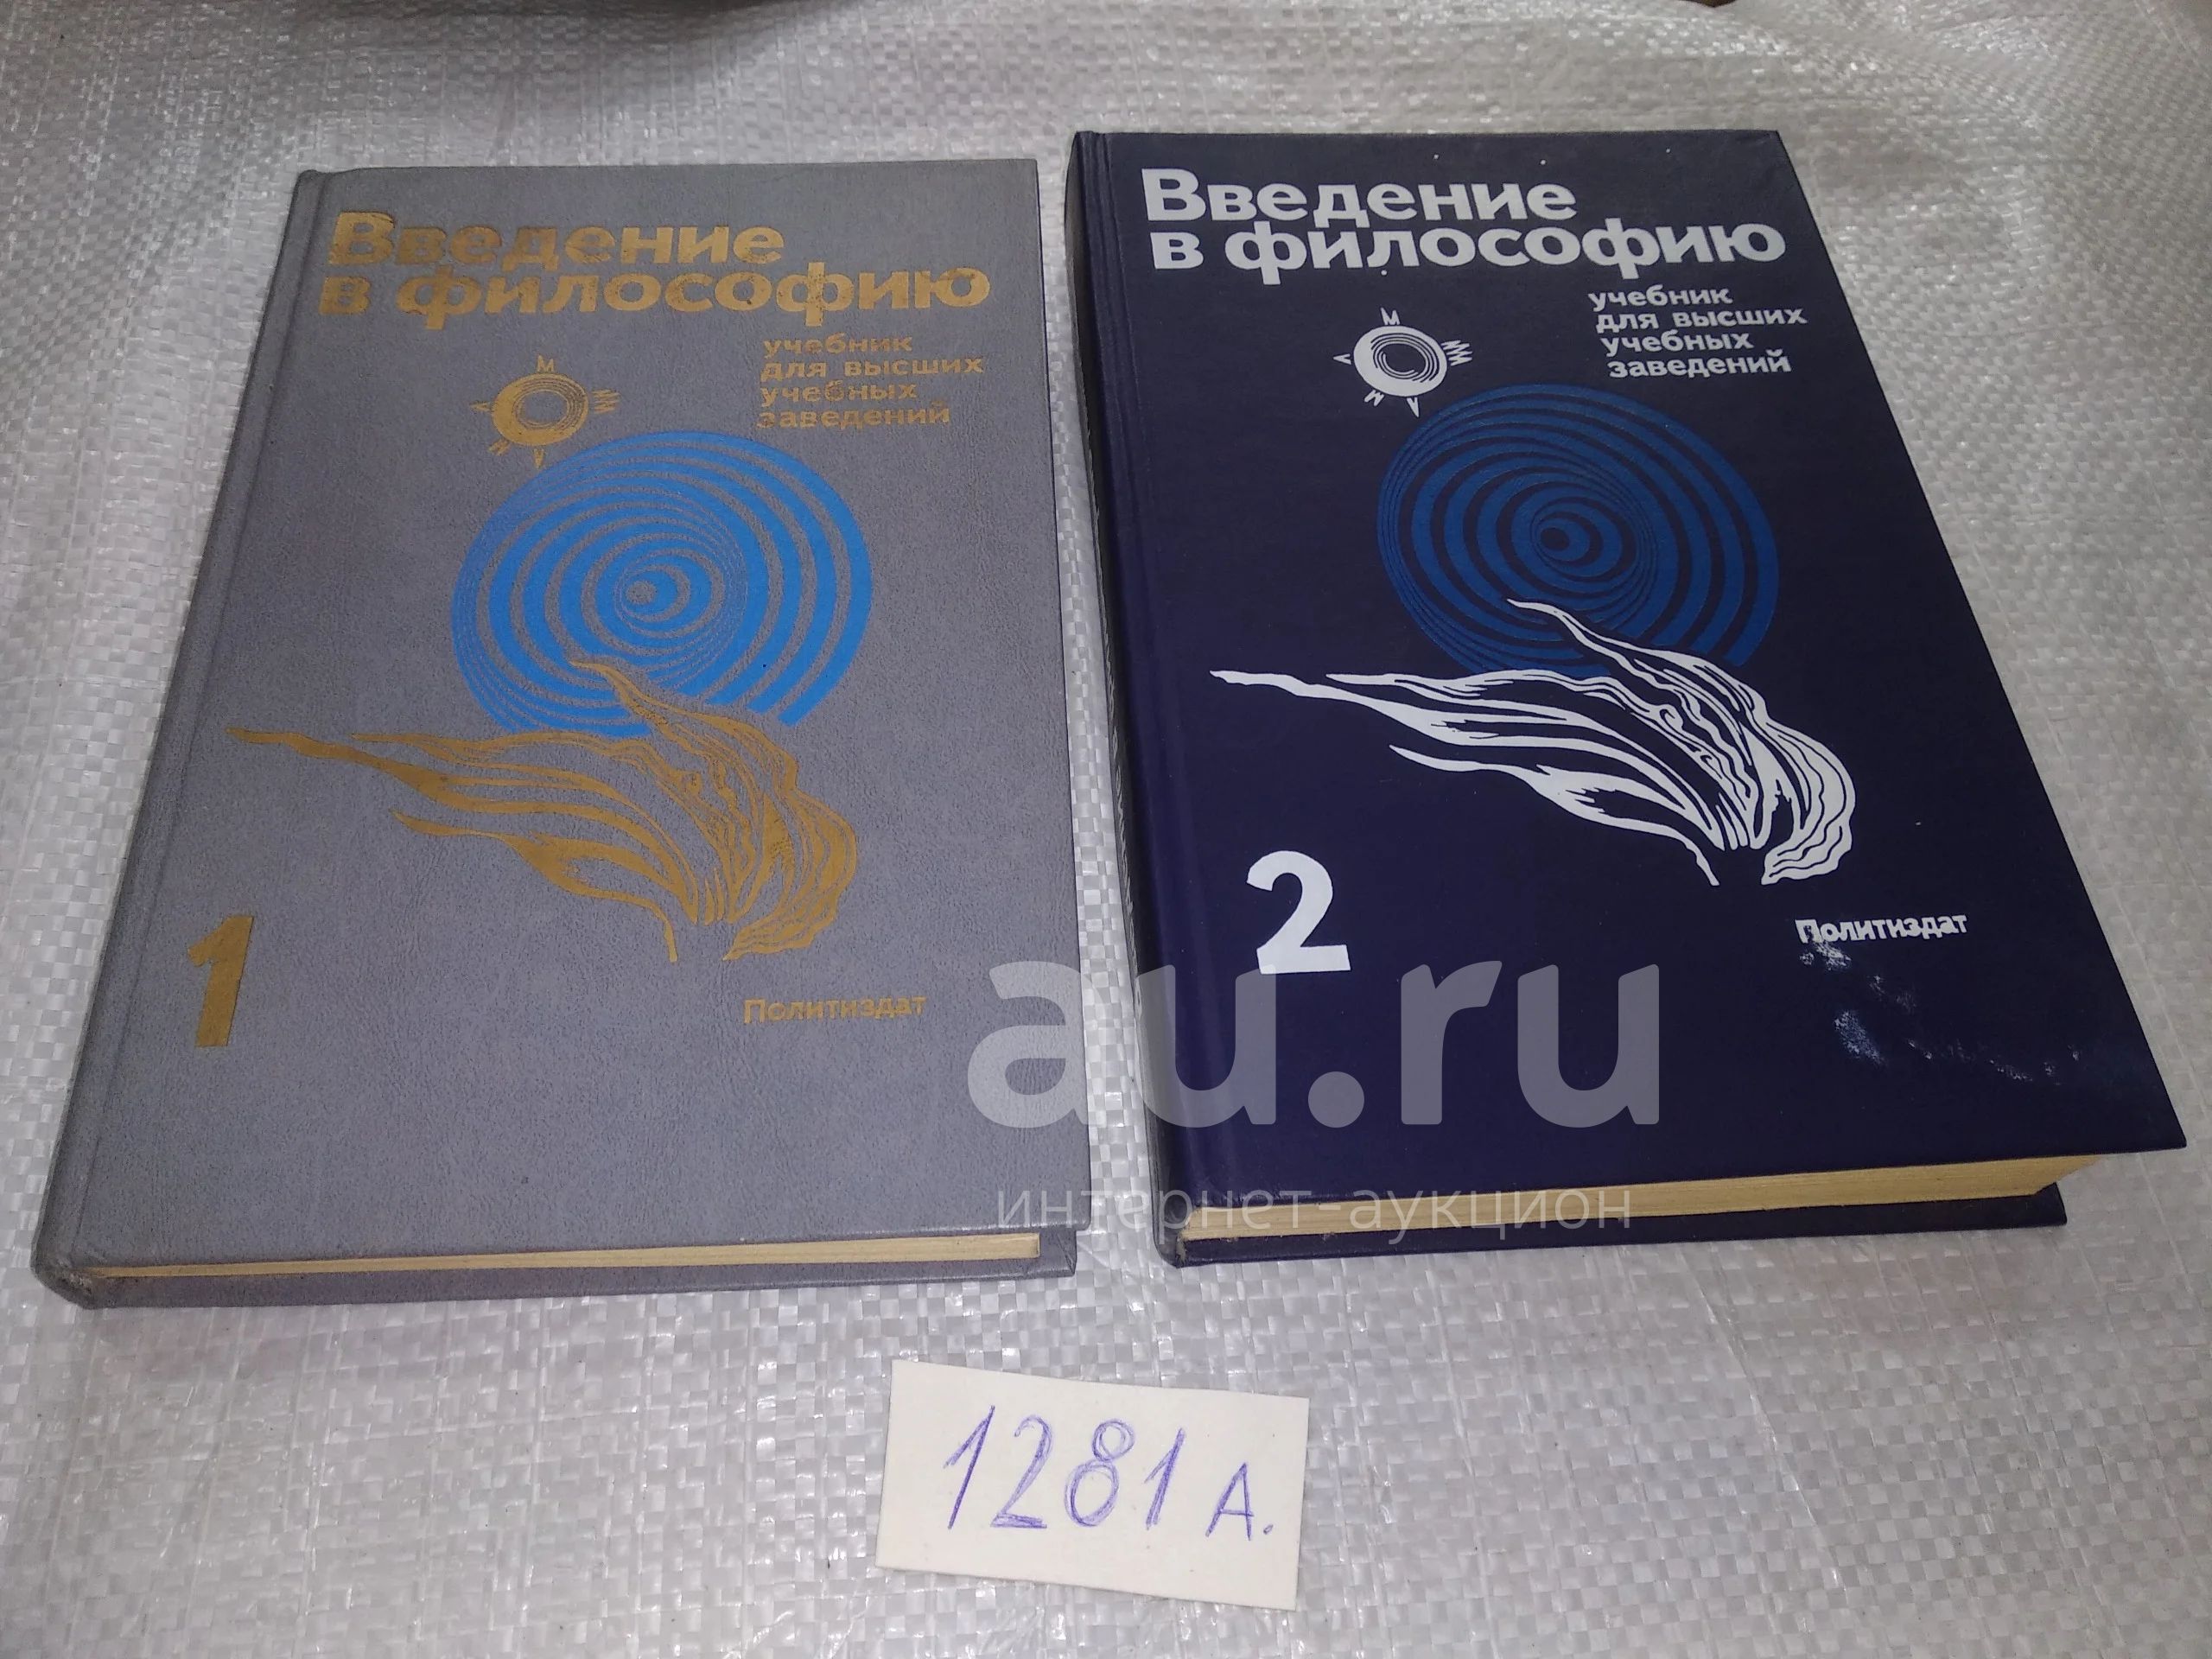 Введение
в философию
учебник
для высших
учебных
заведений
1
Политиздат
Введение
в философию
учебник
для высших
учебных
заведений
2
Политиздат
au.ru
интернет-аукцион
1281 А.